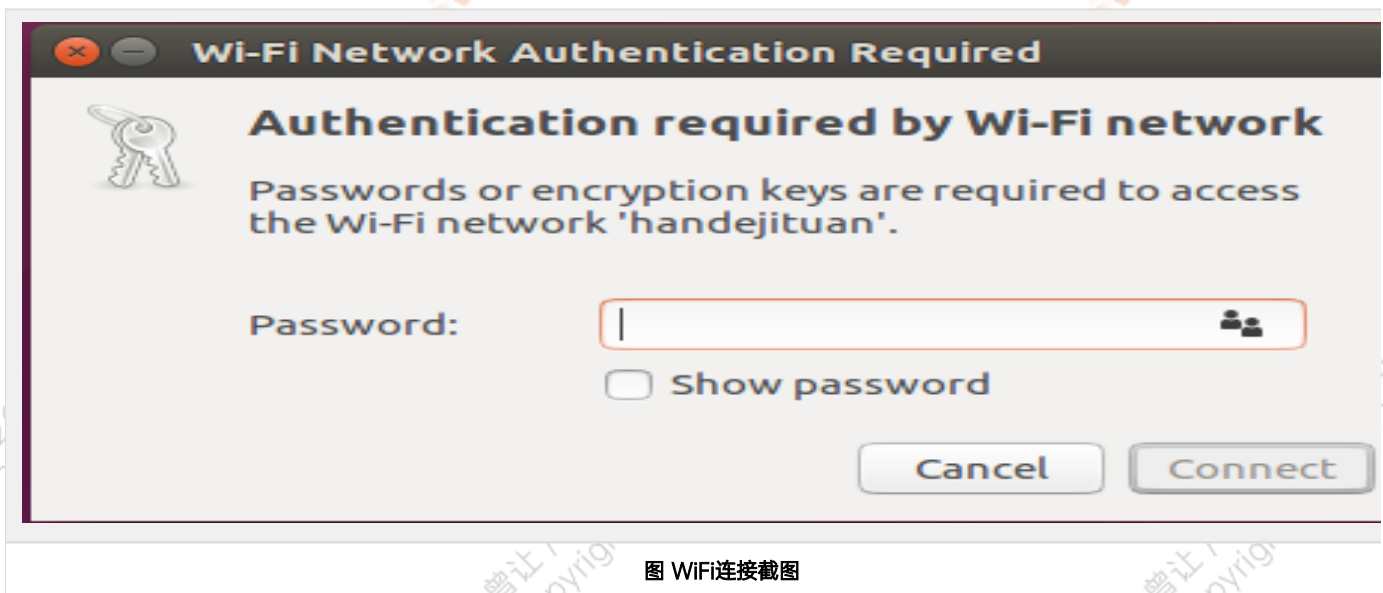 Wi-Fi Network Authentication Required
Authentication required by Wi-Fi network
Passwords or encryption keys are required to access
the Wi-Fi network 'handejituan'.
Password:
Show password
Cancel
Connect
图 WiFi连接截图